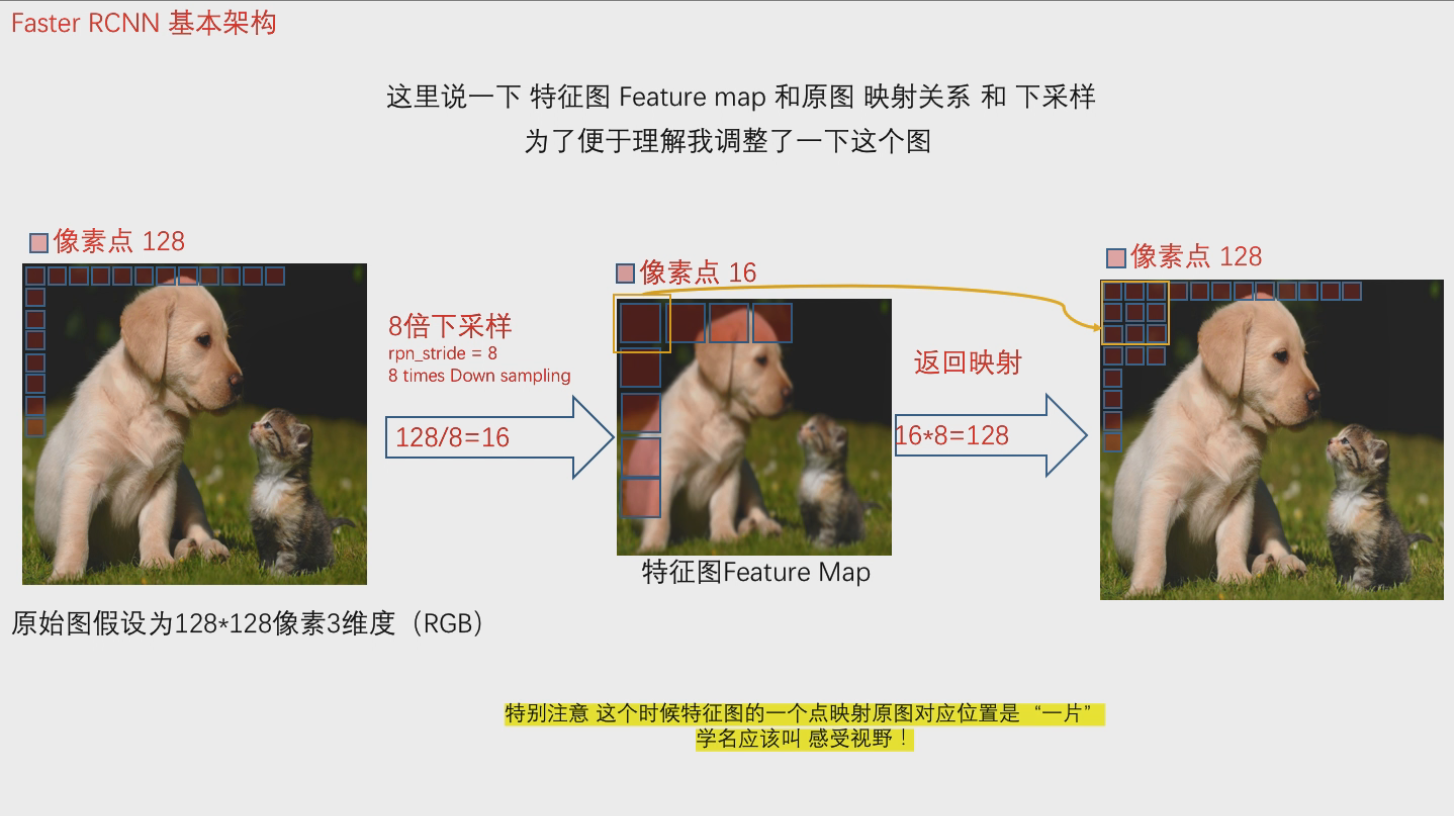 Faster RCNN 基本架构
这里说一下 特征图 Feature map 和原图 映射关系 和 下采样
为了便于理解我调整了一下这个图
像素点 128
像素点 16
像素点 128
8倍下采样
rpn_stride = 8
8 times Down sampling
128/8=16
返回映射
16*8=128
特征图Feature Map
原始图假设为128*128像素3维度（RGB）
特别注意 这个时候特征图的一个点映射原图对应位置是 “一片”
学名应该叫 感受视野！